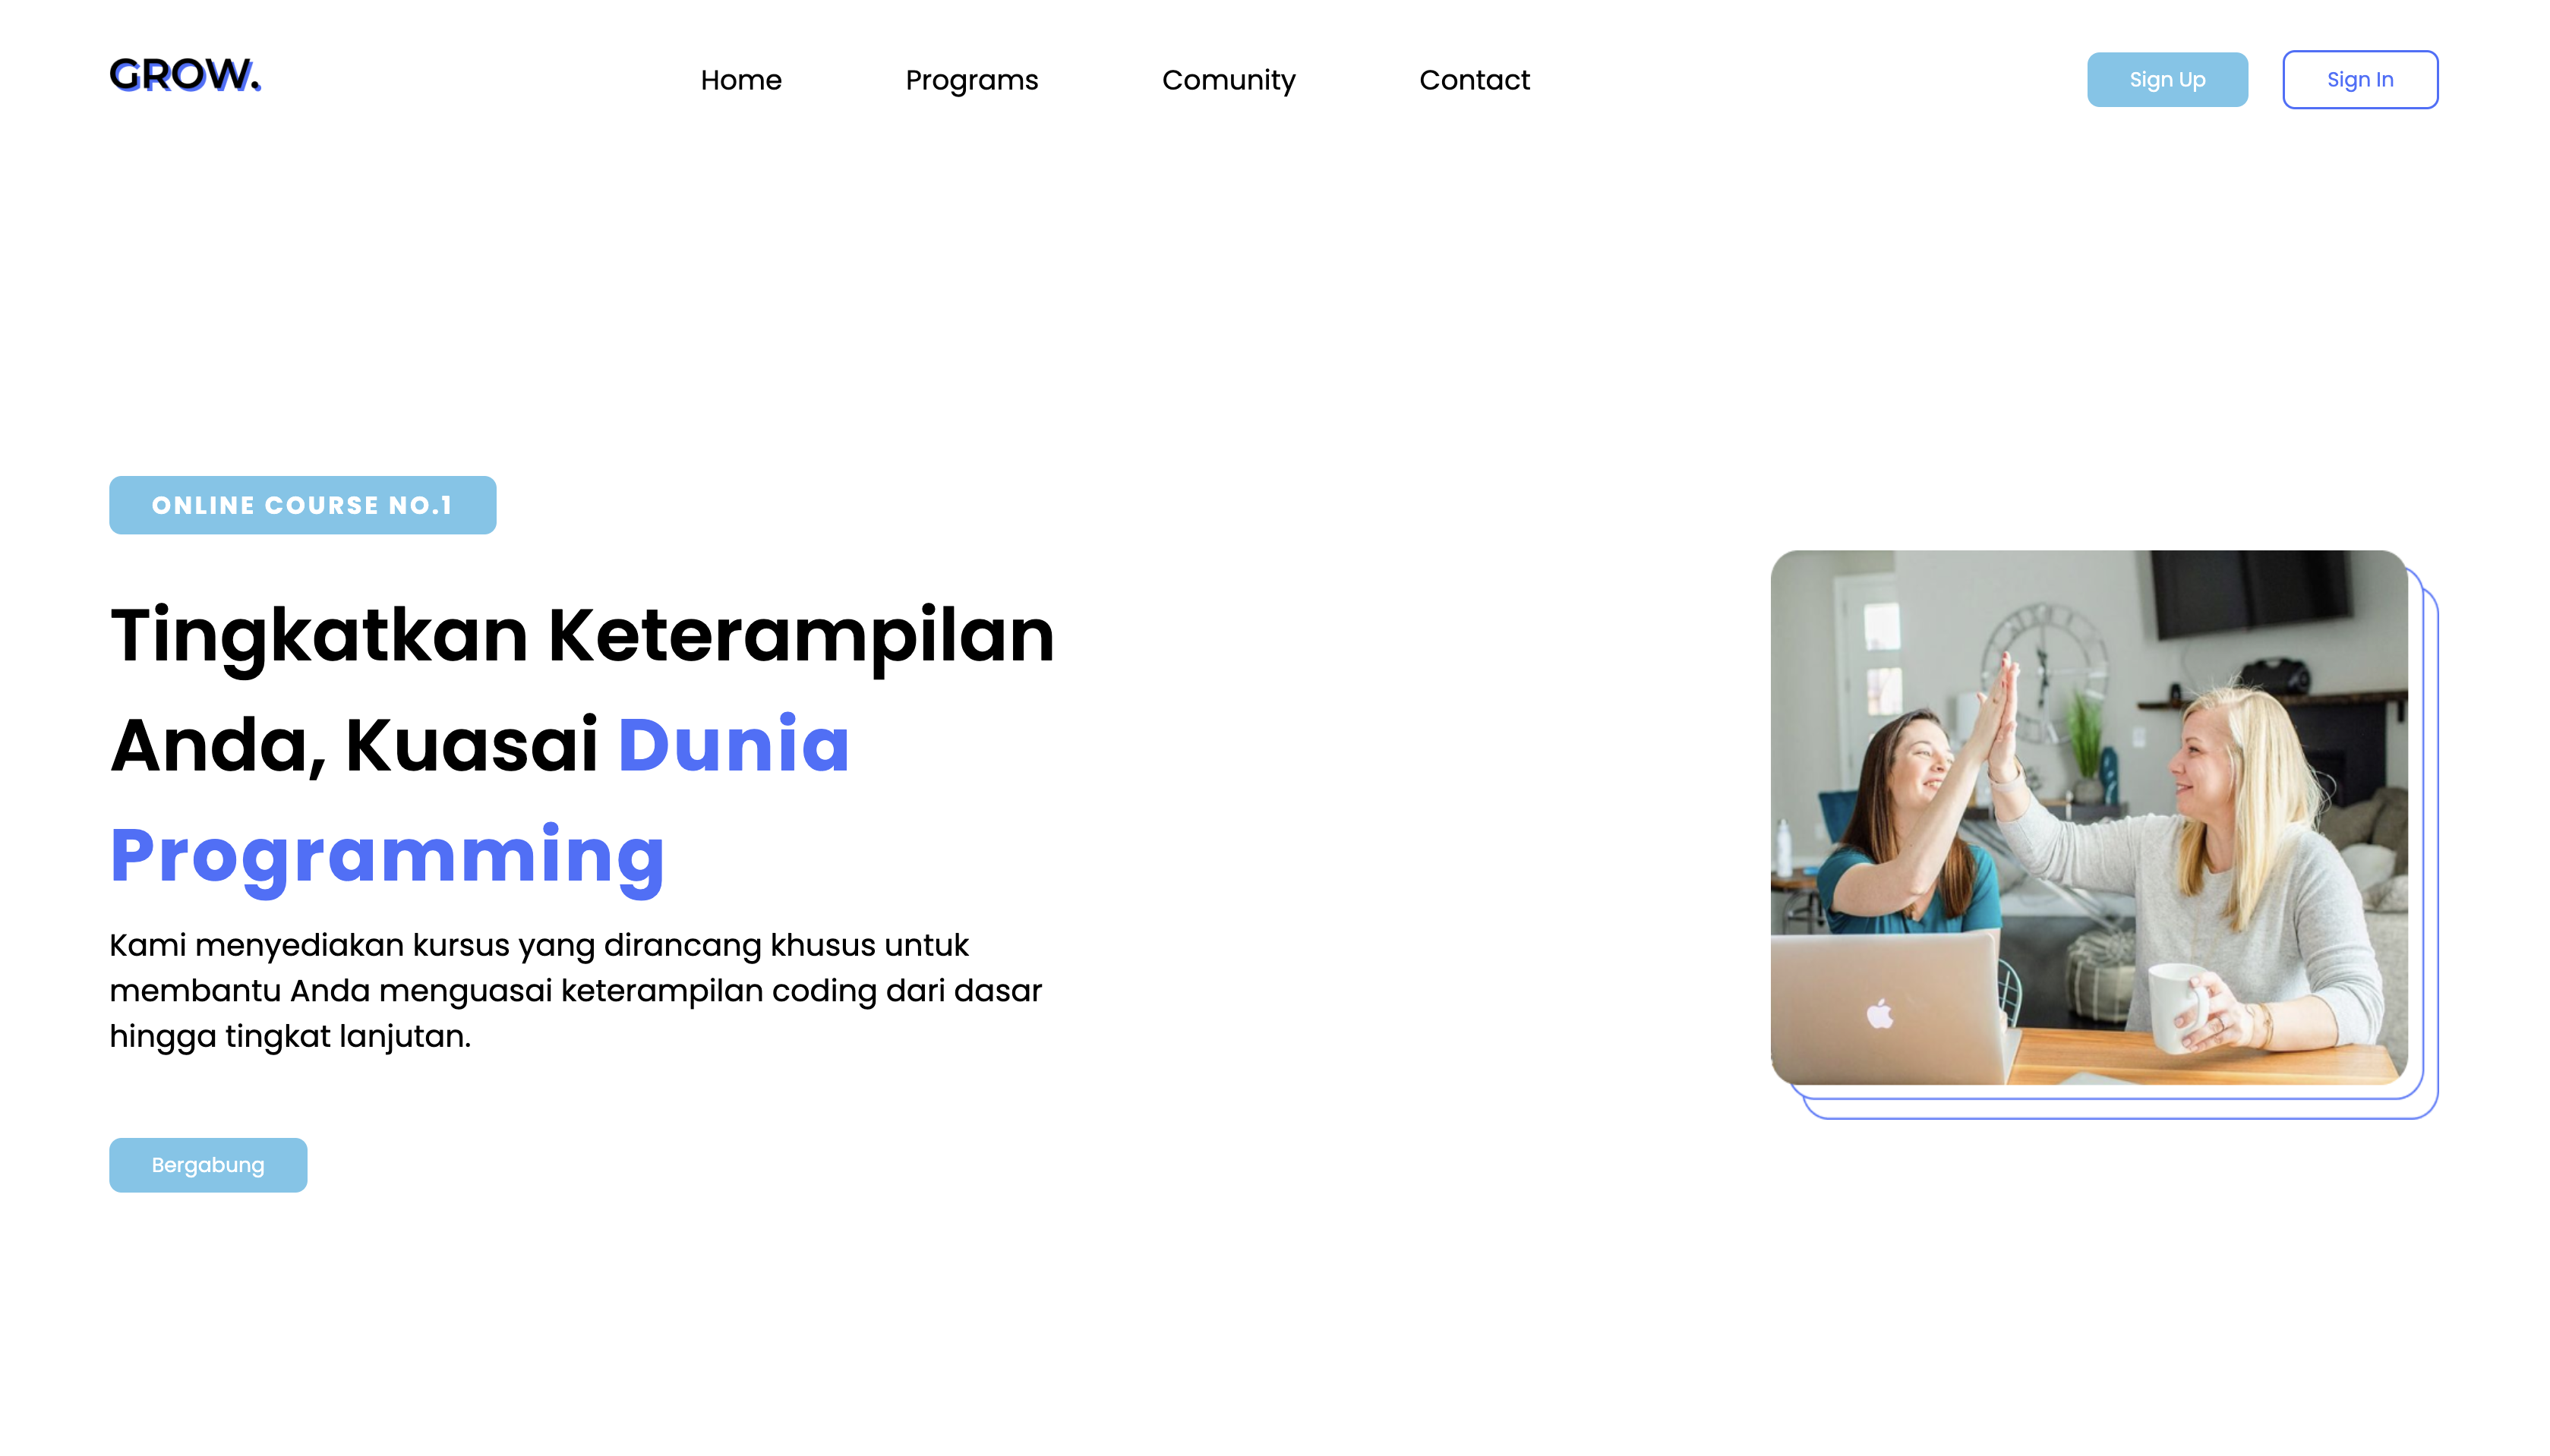 GROW.
Home
Programs
Comunity
Contact
Sign Up
Sign In
ONLINE COURSE NO.1
Tingkatkan Keterampilan
Anda, Kuasai Dunia
Programming
Kami menyediakan kursus yang dirancang khusus untuk
membantu Anda menguasai keterampilan coding dari dasar
hingga tingkat lanjutan.
Bergabung